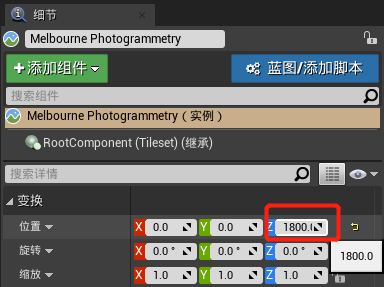 细节
Melbourne Photogrammetry
添加组件 蓝图/添加脚本
搜索组件
Melbourne Photogrammetry（实例）
RootComponent (Tileset) (继承)
搜索详情
变换
位置 X 0.0 Y 0.0 Z 1800.0
旋转 X 0.0 ° Y 0.0 ° Z 0.0 ° 1800.0
缩放 X 1.0 Y 1.0 Z 1.0